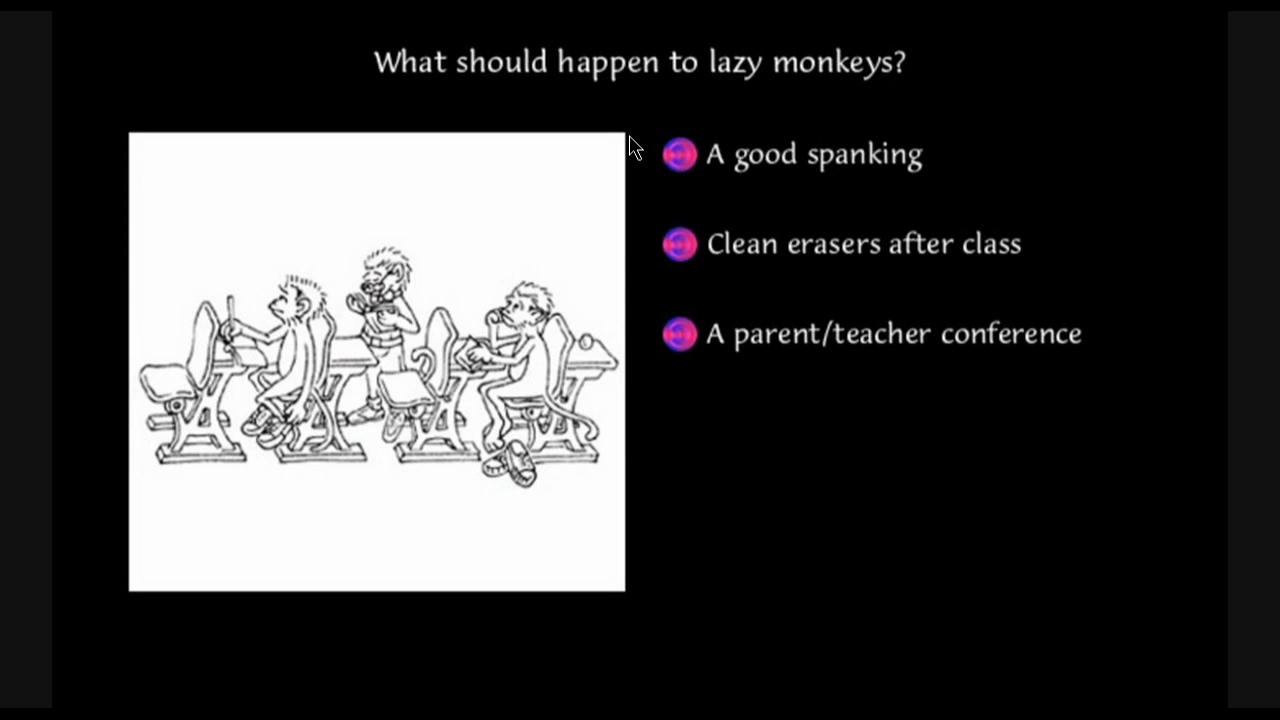 What should happen to lazy monkeys?
A good spanking
Clean erasers after class
A parent/teacher conference